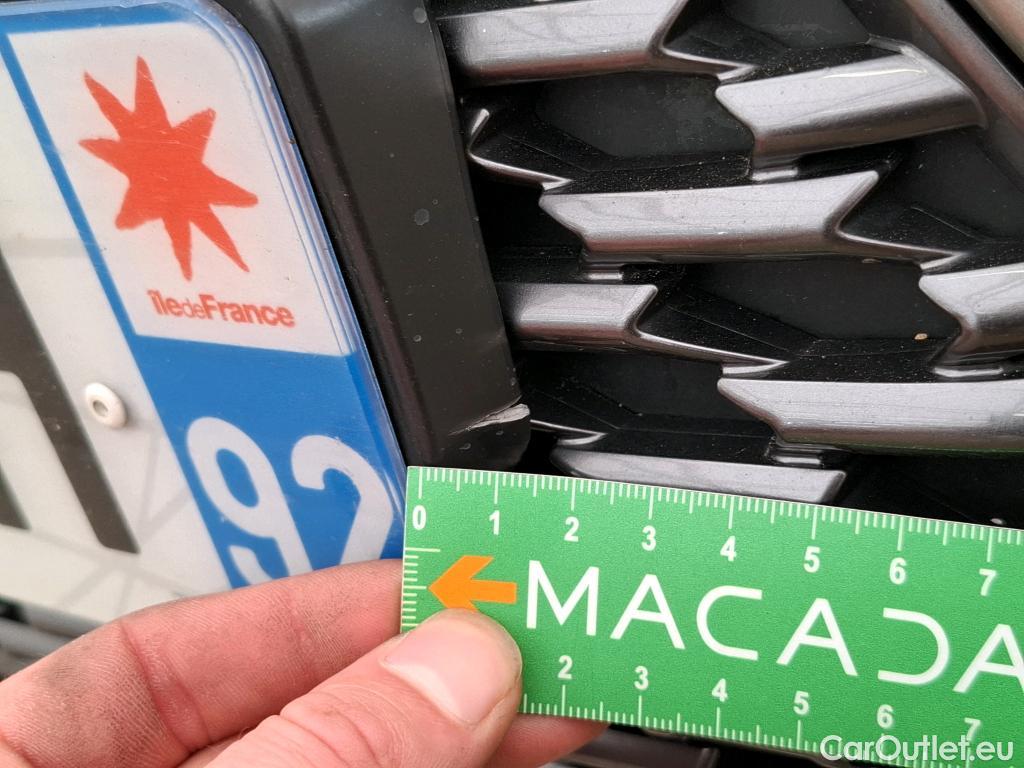 îledeFrance
92
0 1 2 3 4 5 6 7
MACADA
2 3 4 5 6 7
CarOutlet.eu